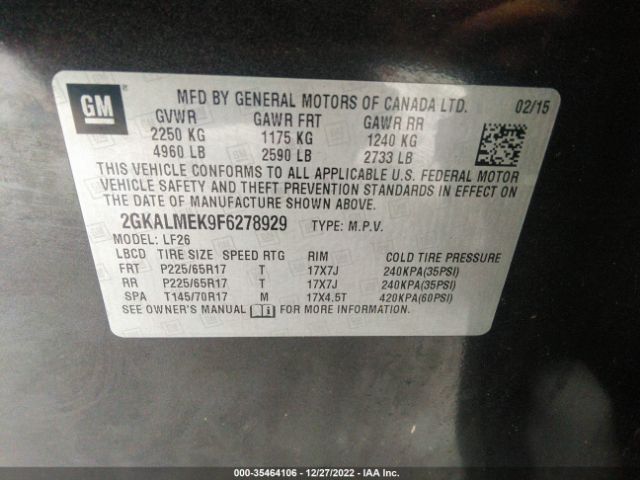 GM
MFD BY GENERAL MOTORS OF CANADA LTD. 02/15
GVWR GAWR FRT GAWR RR
2250 KG 1175 KG 1240 KG
4960 LB 2590 LB 2733 LB
THIS VEHICLE CONFORMS TO ALL APPLICABLE U.S. FEDERAL MOTOR
VEHICLE SAFETY AND THEFT PREVENTION STANDARDS IN EFFECT ON
THE DATE OF MANUFACTURE SHOWN ABOVE.
2GKALMEK9F6278929 TYPE: M.P.V.
MODEL: LF26
LBCD TIRE SIZE SPEED RTG RIM COLD TIRE PRESSURE
FRT P225/65R17 T 17X7J 240KPA(35PSI)
RR P225/65R17 T 17X7J 240KPA(35PSI)
SPA T145/70R17 M 17X4.5T 420KPA(60PSI)
SEE OWNER'S MANUAL FOR MORE INFORMATION.
000-35464106 - 12/27/2022 - IAA Inc.